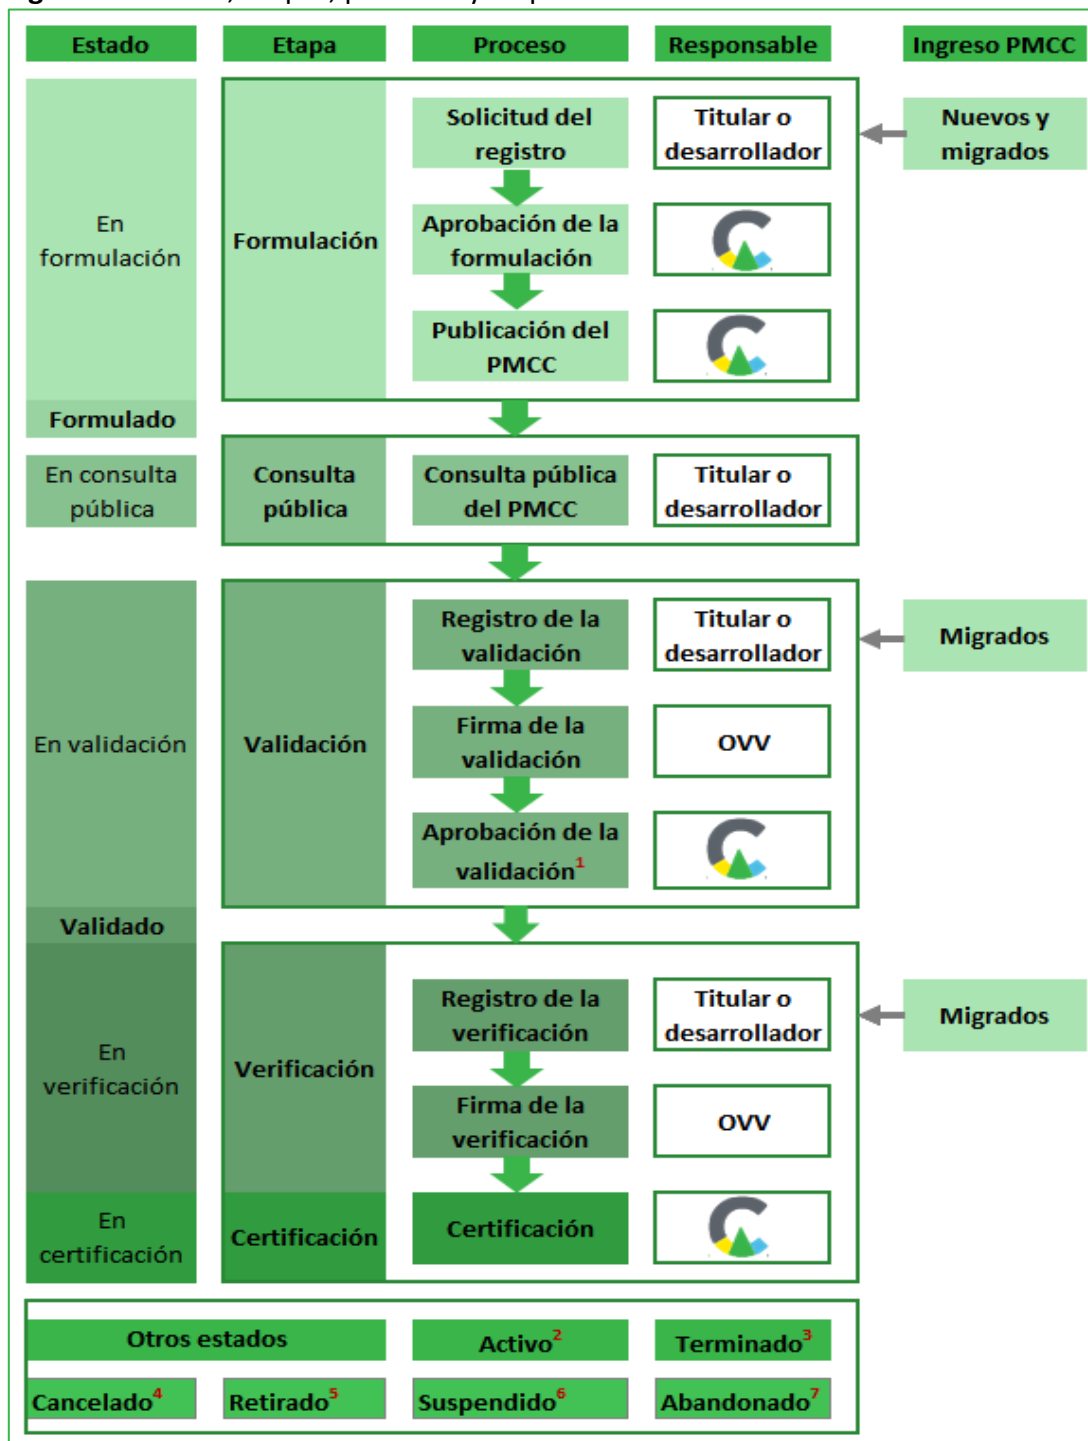 Estado
Etapa
Proceso
Responsable
Ingreso PMCC
En
formulación
Formulación
Solicitud del
registro
Titular o
desarrollador
Nuevos y
migrados
Aprobación de la
formulación
Publicación del
PMCC
Formulado
En consulta
pública
Consulta
pública
Consulta pública
del PMCC
Titular o
desarrollador
En validación
Validación
Registro de la
validación
Titular o
desarrollador
Migrados
Firma de la
validación
OVV
Aprobación de la
validación1
Validado
En
verificación
Verificación
Registro de la
verificación
Titular o
desarrollador
Migrados
Firma de la
verificación
OVV
En
certificación
Certificación
Certificación
Otros estados
Activo2
Terminado3
Cancelado4
Retirado5
Suspendido6
Abandonado7